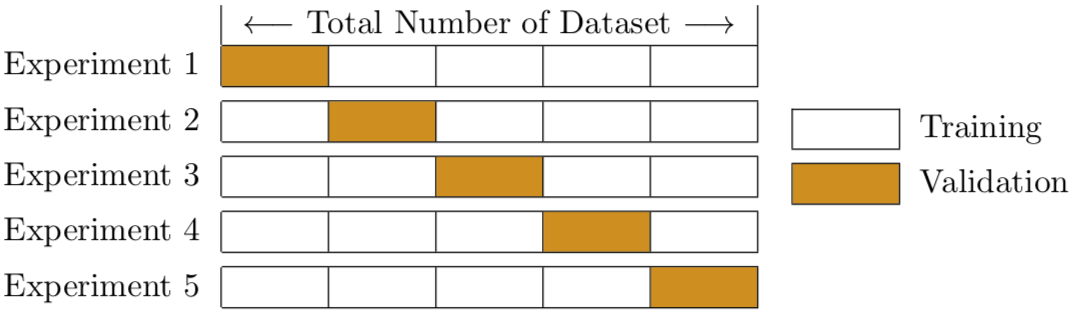 ⟵ Total Number of Dataset ⟶
Experiment 1
Experiment 2
Experiment 3
Experiment 4
Experiment 5
Training
Validation